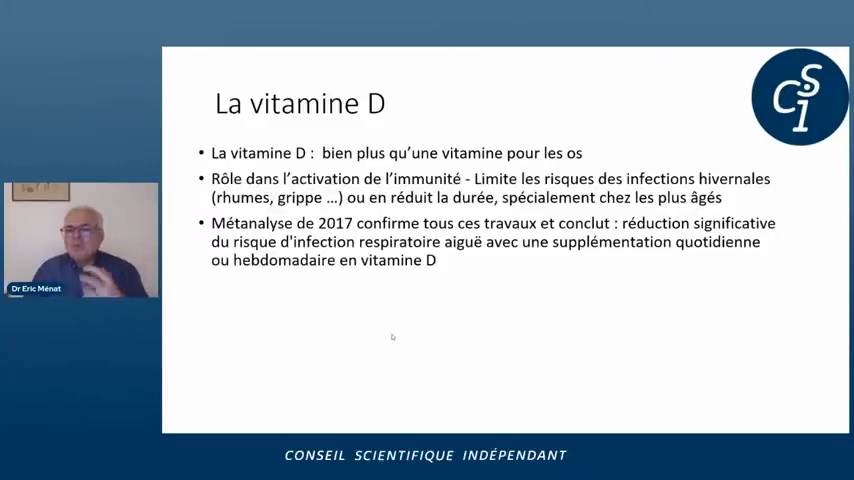 La vitamine D
• La vitamine D : bien plus qu'une vitamine pour les os
• Rôle dans l'activation de l'immunité - Limite les risques des infections hivernales
(rhumes, grippe ...) ou en réduit la durée, spécialement chez les plus âgés
• Métanalyse de 2017 confirme tous ces travaux et conclut : réduction significative
du risque d'infection respiratoire aiguë avec une supplémentation quotidienne
ou hebdomadaire en vitamine D
CSI
Dr Eric Ménat
CONSEIL SCIENTIFIQUE INDÉPENDANT